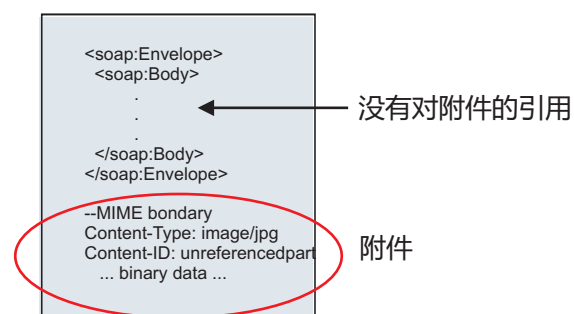 <soap:Envelope>
<soap:Body>
.
.
.
</soap:Body>
</soap:Envelope>
没有对附件的引用
--MIME bondary
Content-Type: image/jpg
Content-ID: unreferencedpart
... binary data ...
附件